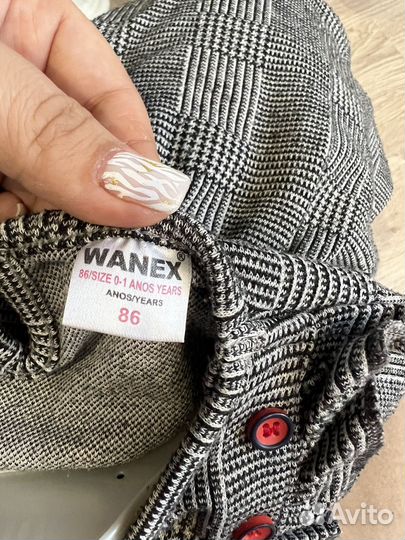 WANEX®
86/SIZE 0-1 ANOS YEARS
ANOS/YEARS
86
Avito